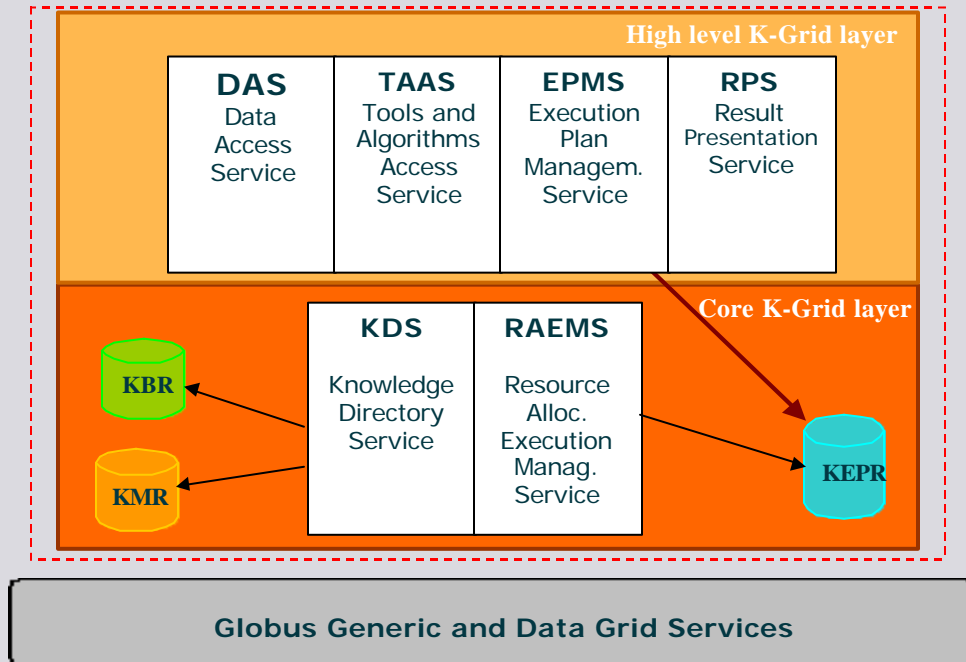 High level K-Grid layer
DAS
Data
Access
Service
TAAS
Tools and
Algorithms
Access
Service
EPMS
Execution
Plan
Managem.
Service
RPS
Result
Presentation
Service
Core K-Grid layer
KDS
Knowledge
Directory
Service
RAEMS
Resource
Alloc.
Execution
Manag.
Service
KBR
KMR
KEPR
Globus Generic and Data Grid Services